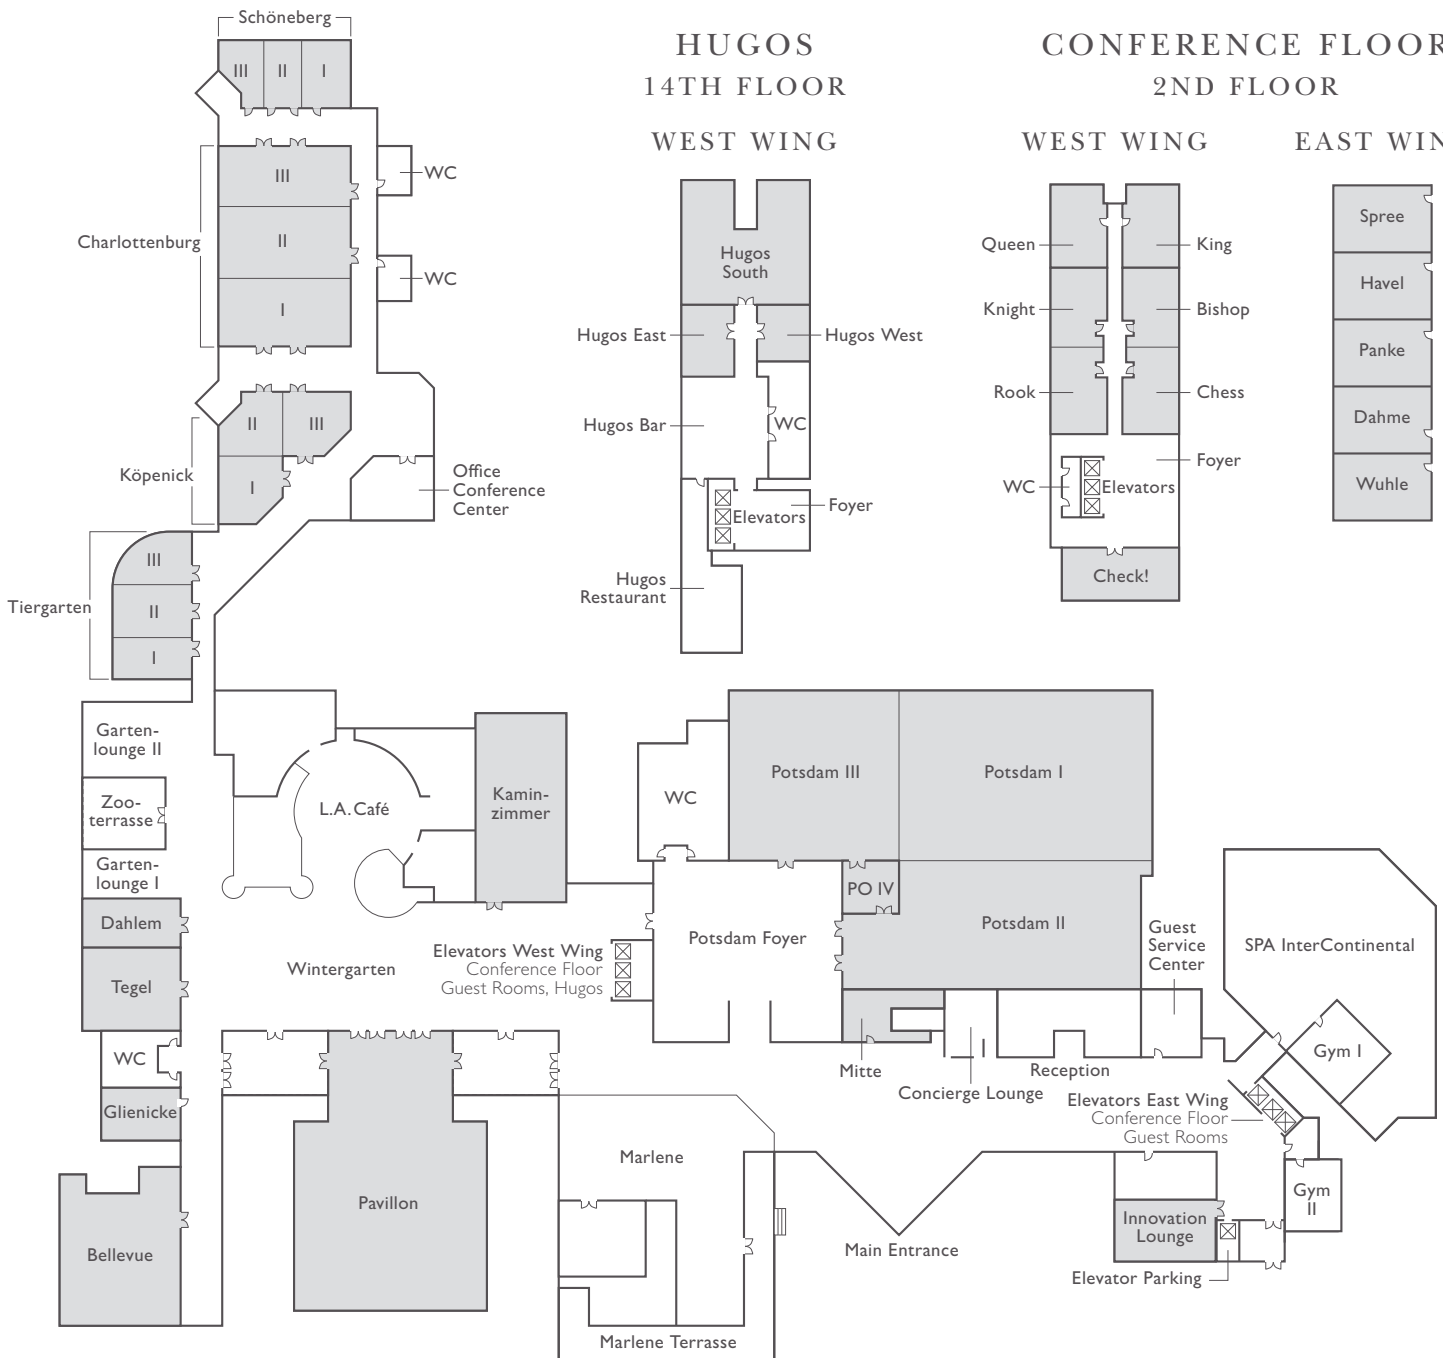 Schöneberg
III
II
I
III
Charlottenburg
II
I
WC
WC
II
III
Köpenick
I
Office
Conference
Center
III
Tiergarten
II
I
HUGOS
14TH FLOOR
WEST WING
Hugos
South
Hugos East
Hugos West
Hugos Bar
WC
Elevators
Foyer
Hugos
Restaurant
CONFERENCE FLOOR
2ND FLOOR
WEST WING
Queen
King
Knight
Bishop
Rook
Chess
Foyer
WC
Elevators
Check!
EAST WIN
Spree
Havel
Panke
Dahme
Wuhle
Garten-
lounge II
Zoo-
terrasse
Garten-
lounge I
Dahlem
Tegel
WC
Glienicke
Bellevue
L.A. Café
Kamin-
zimmer
Wintergarten
Elevators West Wing
Conference Floor
Guest Rooms, Hugos
Pavillon
Marlene
Marlene Terrasse
WC
Potsdam III
Potsdam I
PO IV
Potsdam II
Potsdam Foyer
Mitte
Concierge Lounge
Reception
Guest
Service
Center
SPA InterContinental
Gym I
Elevators East Wing
Conference Floor
Guest Rooms
Gym
II
Innovation
Lounge
Main Entrance
Elevator Parking